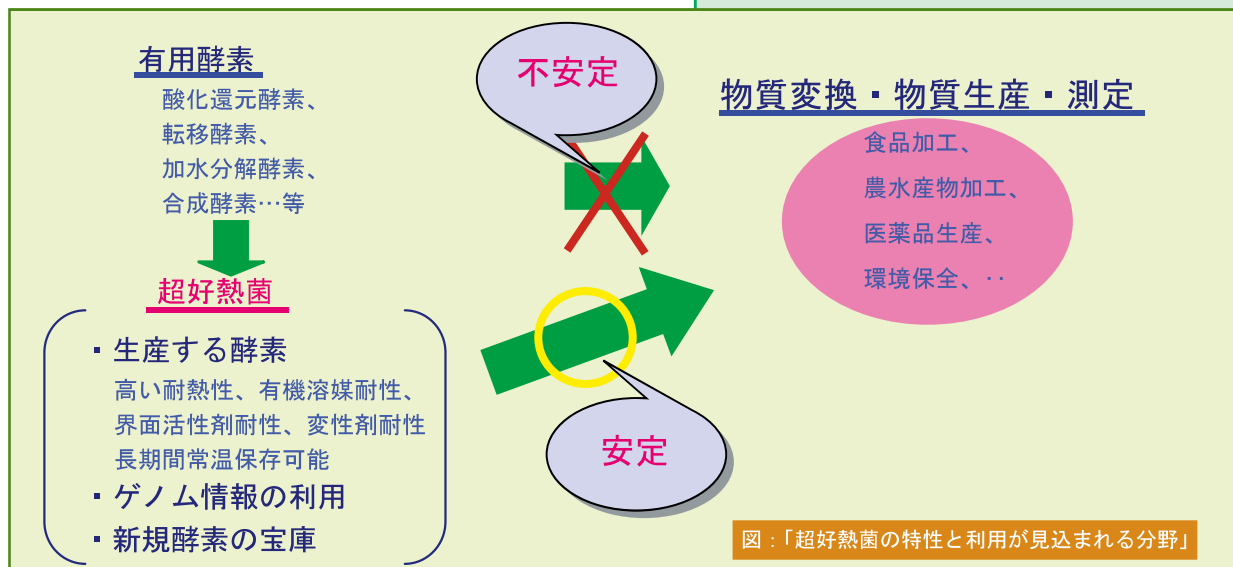 有用酵素
酸化還元酵素、
転移酵素、
加水分解酵素、
合成酵素…等
超好熱菌
・生産する酵素
高い耐熱性、有機溶媒耐性、
界面活性剤耐性、変性剤耐性
長期間常温保存可能
・ゲノム情報の利用
・新規酵素の宝庫
不安定
安定
物質変換・物質生産・測定
食品加工、
農水産物加工、
医薬品生産、
環境保全、‥
図：「超好熱菌の特性と利用が見込まれる分野」